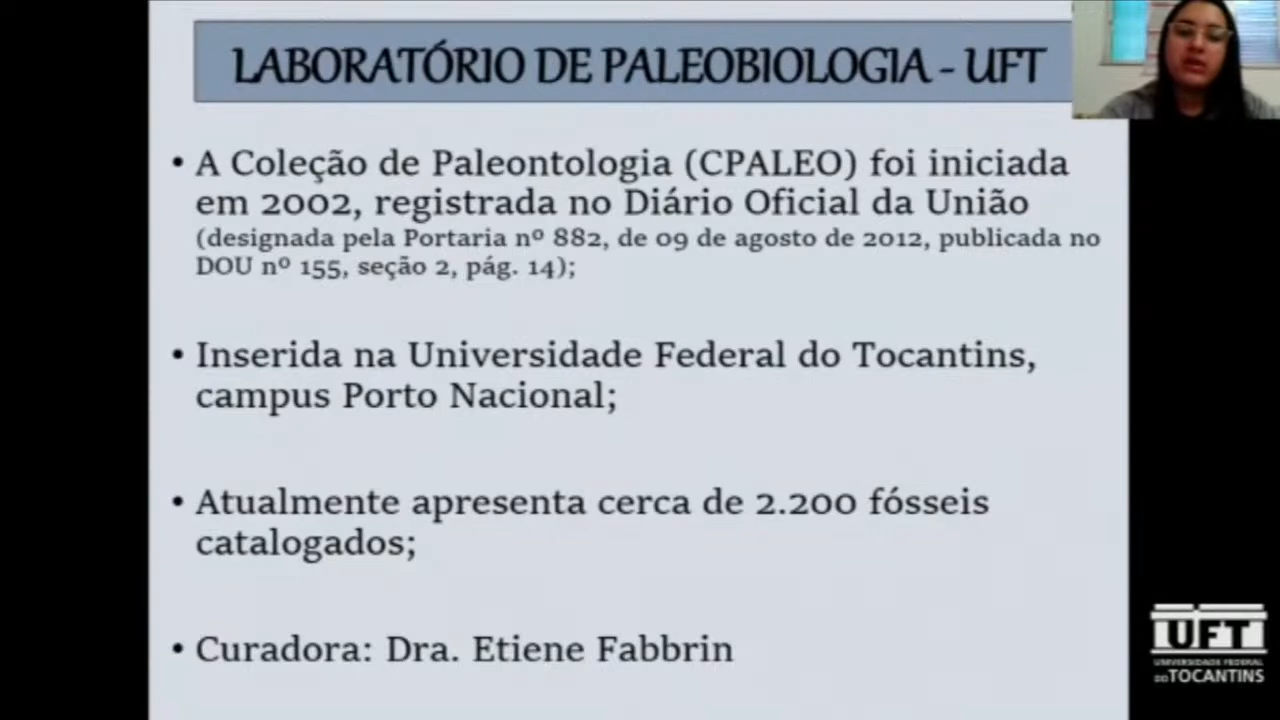 LABORATÓRIO DE PALEOBIOLOGIA - UFT
• A Coleção de Paleontologia (CPALEO) foi iniciada
em 2002, registrada no Diário Oficial da União
(designada pela Portaria nº 882, de 09 de agosto de 2012, publicada no
DOU nº 155, seção 2, pág. 14);
• Inserida na Universidade Federal do Tocantins,
campus Porto Nacional;
• Atualmente apresenta cerca de 2.200 fósseis
catalogados;
• Curadora: Dra. Etiene Fabbrin
UFT
UNIVERSIDADE FEDERAL
DO TOCANTINS